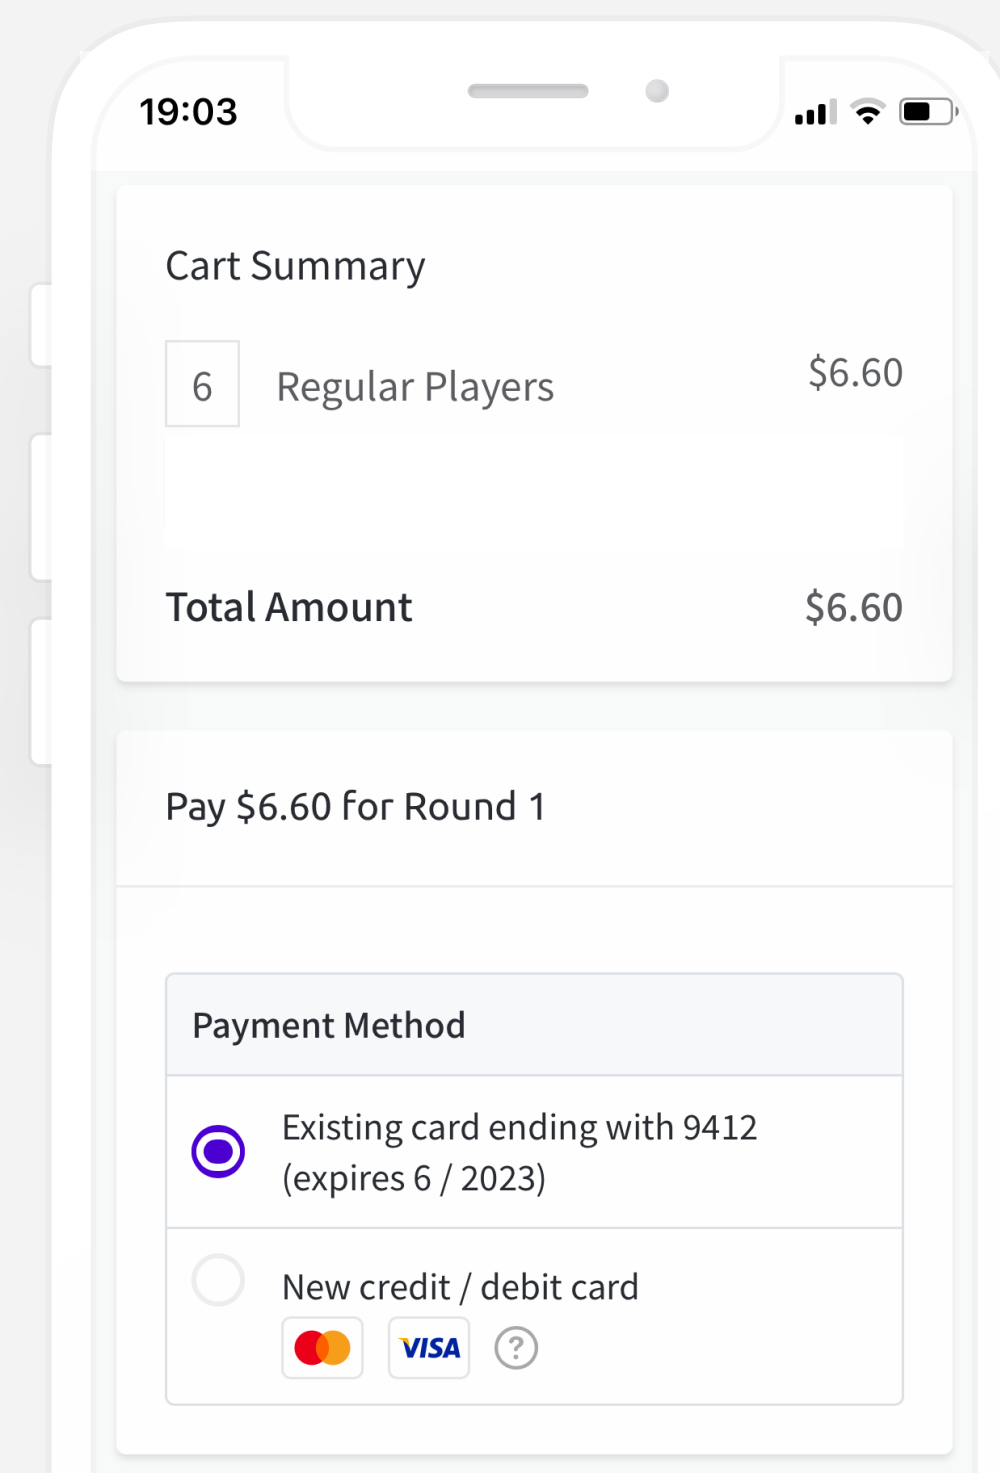 19:03
Cart Summary
6 Regular Players $6.60
Total Amount $6.60
Pay $6.60 for Round 1
Payment Method
Existing card ending with 9412
(expires 6 / 2023)
New credit / debit card
VISA ?